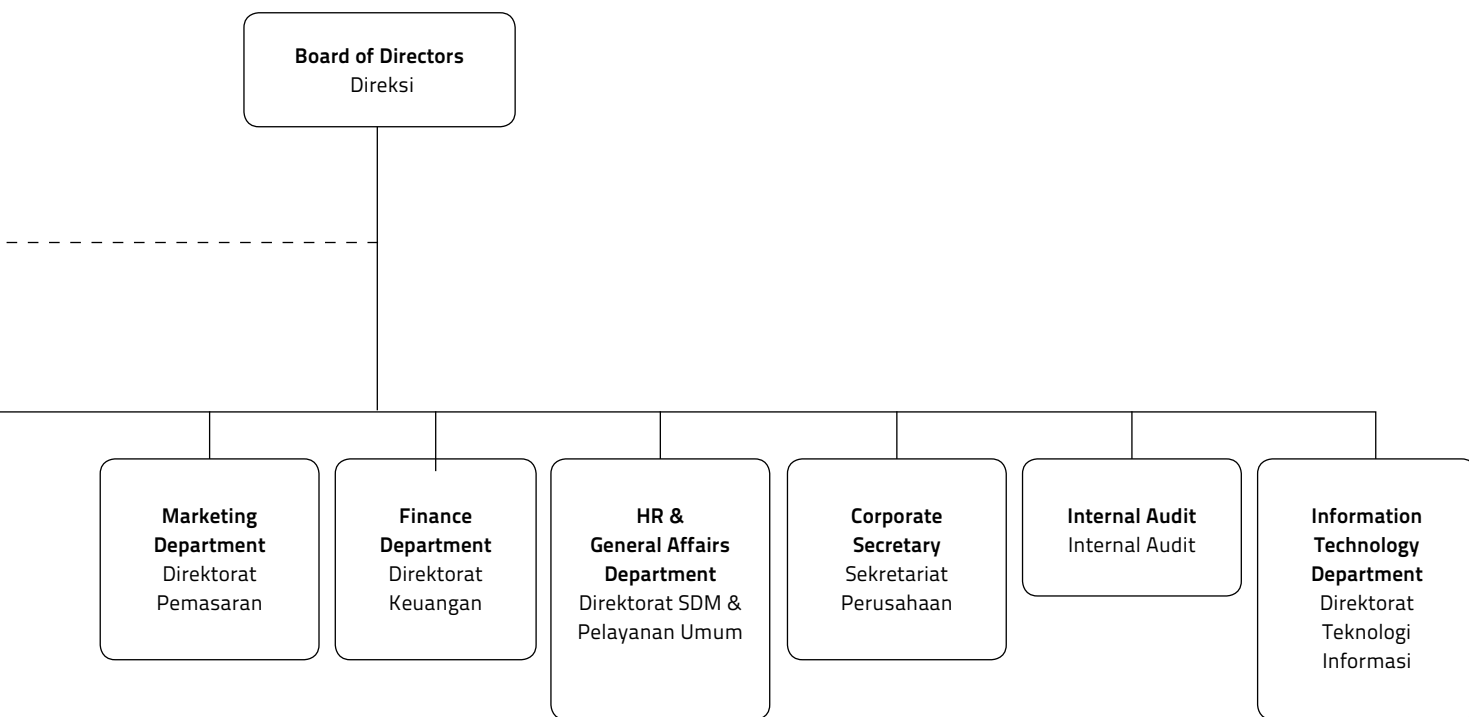 Board of Directors
Direksi
Marketing
Department
Direktorat
Pemasaran
Finance
Department
Direktorat
Keuangan
HR &
General Affairs
Department
Direktorat SDM &
Pelayanan Umum
Corporate
Secretary
Sekretariat
Perusahaan
Internal Audit
Internal Audit
Information
Technology
Department
Direktorat
Teknologi
Informasi